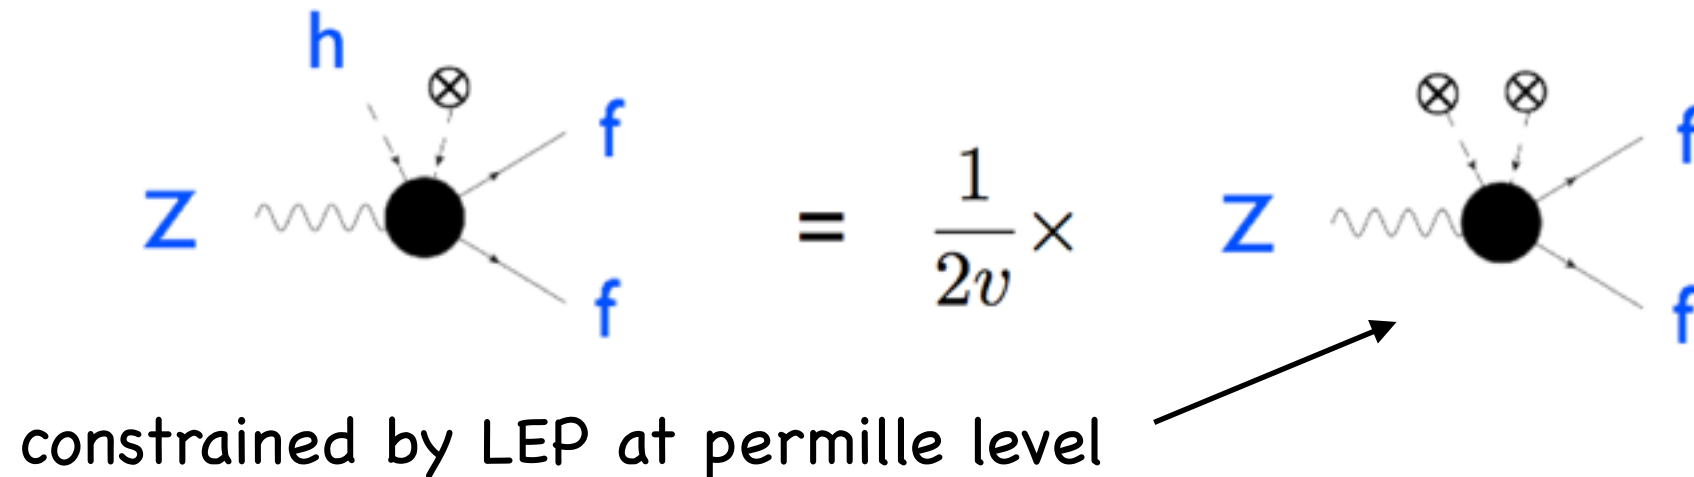 h
f
Z
f
= 1/2v ×
Z
f
f
constrained by LEP at permille level